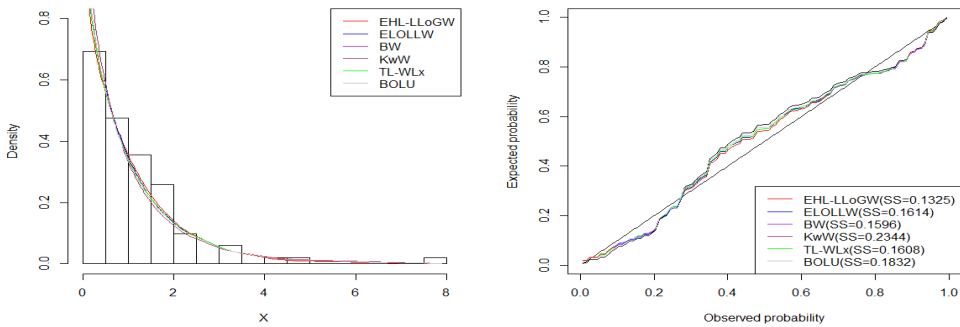 EHL-LLoGW
ELOLLW
BW
KwW
TL-WLx
BOLU
Density
0.0 0.2 0.4 0.6 0.8
0 2 4 6 8
X
Expected probability
0.0 0.2 0.4 0.6 0.8 1.0
EHL-LLoGW(SS=0.1325)
ELOLLW(SS=0.1614)
BW(SS=0.1596)
KwW(SS=0.2344)
TL-WLx(SS=0.1608)
BOLU(SS=0.1832)
0.0 0.2 0.4 0.6 0.8 1.0
Observed probability